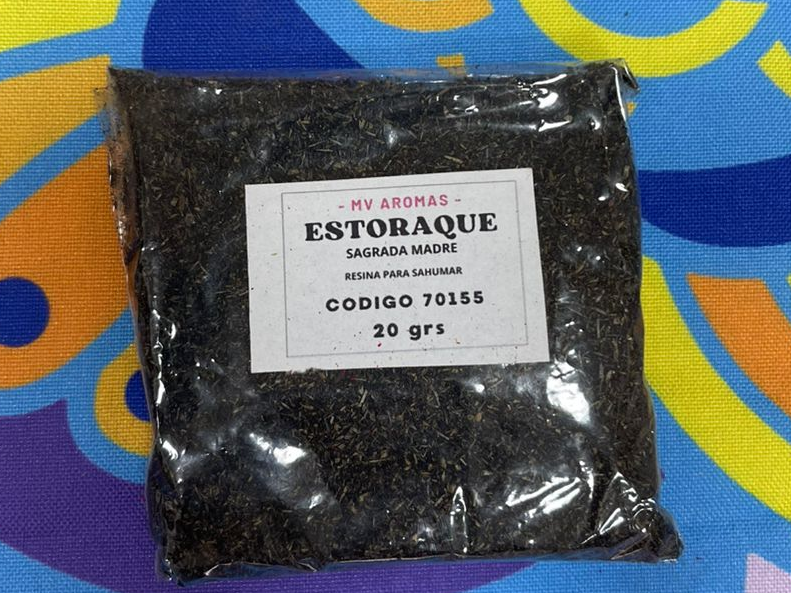 - MV AROMAS -
ESTORAQUE
SAGRADA MADRE
RESINA PARA SAHUMAR
CODIGO 70155
20 grs